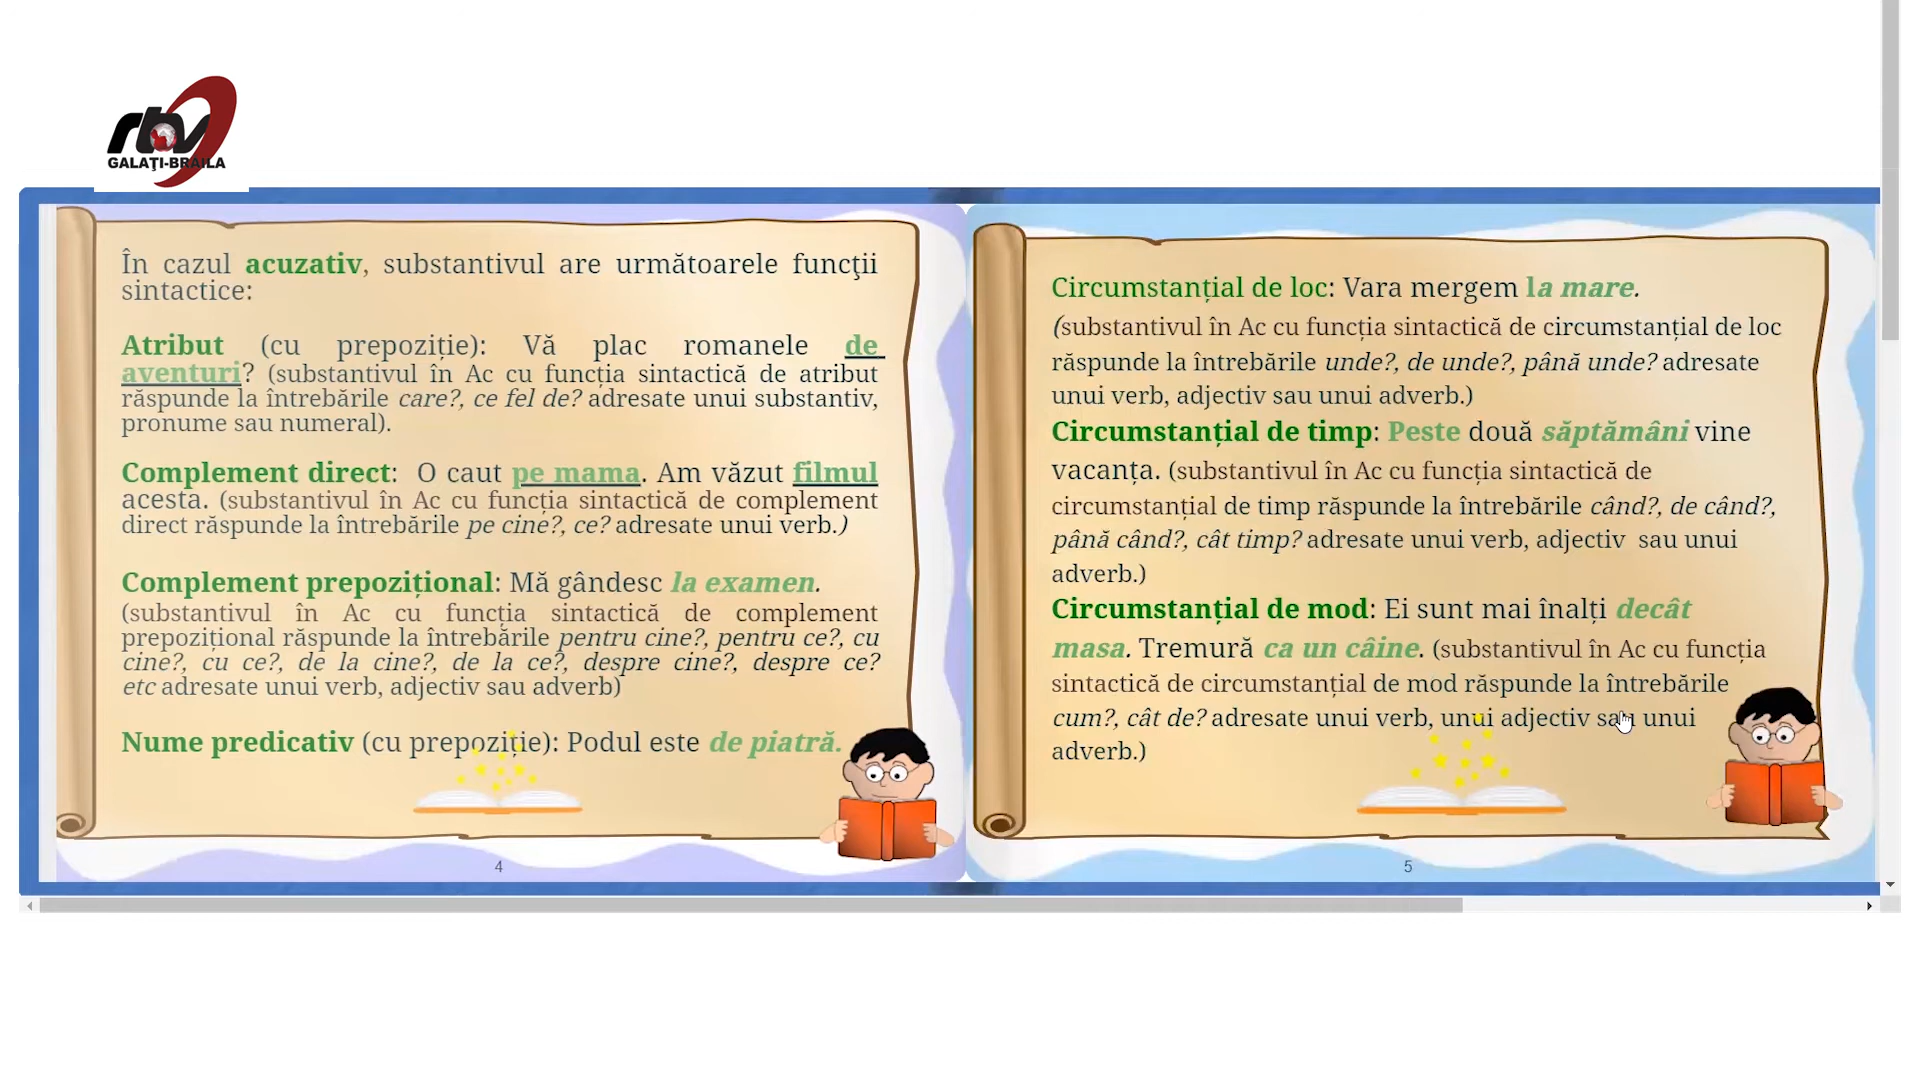 rtv
GALAŢI-BRĂILA
În cazul acuzativ, substantivul are următoarele funcţii
sintactice:
Atribut (cu prepoziție): Vă plac romanele de
aventuri? (substantivul în Ac cu funcția sintactică de atribut
răspunde la întrebările care?, ce fel de? adresate unui substantiv,
pronume sau numeral).
Complement direct: O caut pe mama. Am văzut filmul
acesta. (substantivul în Ac cu funcția sintactică de complement
direct răspunde la întrebările pe cine?, ce? adresate unui verb.)
Complement prepozițional: Mă gândesc la examen.
(substantivul în Ac cu funcția sintactică de complement
prepozițional răspunde la întrebările pentru cine?, pentru ce?, cu
cine?, cu ce?, de la cine?, de la ce?, despre cine?, despre ce?
etc adresate unui verb, adjectiv sau adverb)
Nume predicativ (cu prepoziție): Podul este de piatră.
4
Circumstanțial de loc: Vara mergem la mare.
(substantivul în Ac cu funcția sintactică de circumstanțial de loc
răspunde la întrebările unde?, de unde?, până unde? adresate
unui verb, adjectiv sau unui adverb.)
Circumstanțial de timp: Peste două săptămâni vine
vacanța. (substantivul în Ac cu funcția sintactică de
circumstanțial de timp răspunde la întrebările când?, de când?,
până când?, cât timp? adresate unui verb, adjectiv sau unui
adverb.)
Circumstanțial de mod: Ei sunt mai înalți decât
masa. Tremură ca un câine. (substantivul în Ac cu funcția
sintactică de circumstanțial de mod răspunde la întrebările
cum?, cât de? adresate unui verb, unui adjectiv sau unui
adverb.)
5